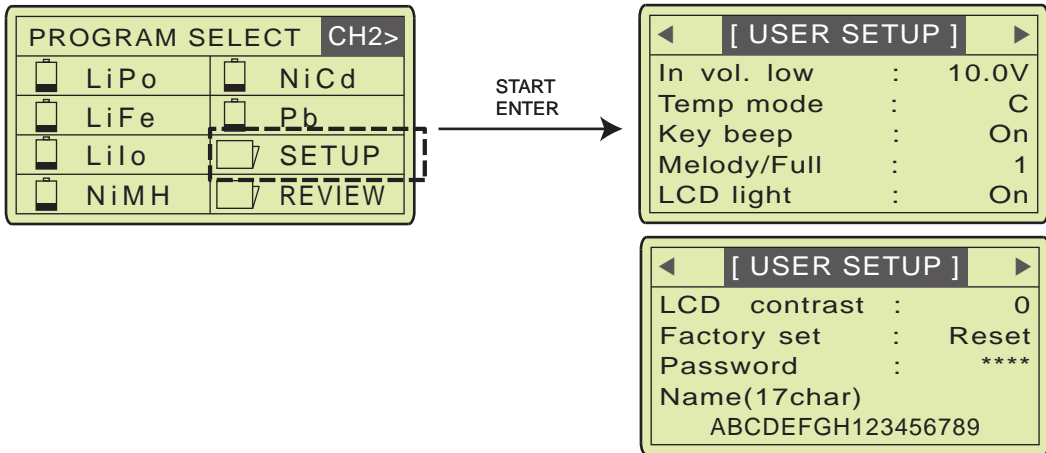 PROGRAM SELECT CH2>
LiPo NiCd
LiFe Pb
LiIo SETUP
NiMH REVIEW
START
ENTER
[ USER SETUP ]
In vol. low : 10.0V
Temp mode : C
Key beep : On
Melody/Full : 1
LCD light : On
[ USER SETUP ]
LCD contrast : 0
Factory set : Reset
Password : ****
Name(17char)
ABCDEFGH123456789